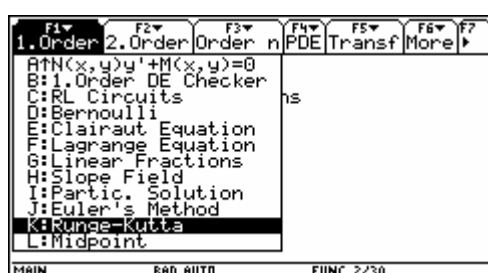 F1▾ F2▾ F3▾ F4▾ F5▾ F6▾ F7
1.Order 2.Order Order n PDE Transf More ▸
A↑N(x,y)y'+M(x,y)=0
B:1.Order DE Checker
C:RL Circuits ns
D:Bernoulli
E:Clairaut Equation
F:Lagrange Equation
G:Linear Fractions
H:Slope Field
I:Partic. Solution
J:Euler's Method
K:Runge-Kutta
L:Midpoint
MAIN RAD AUTO FUNC 2/30